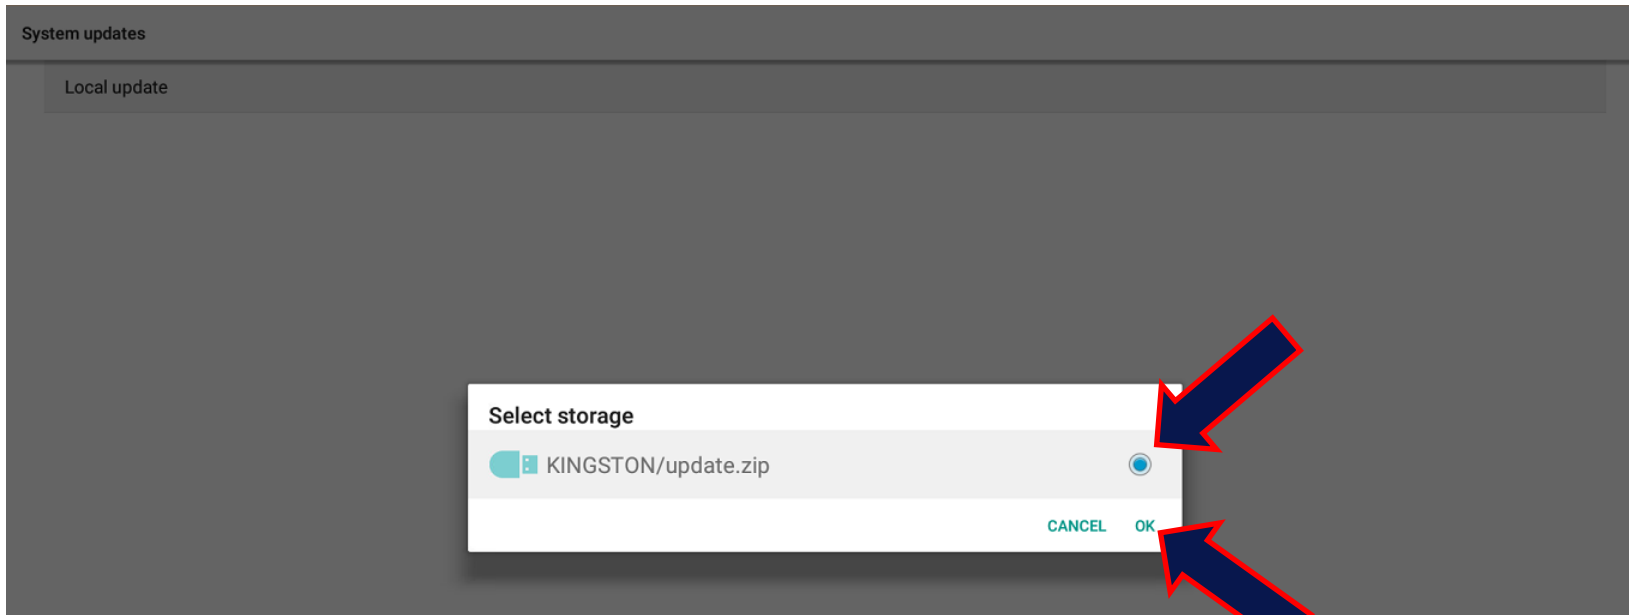 System updates
Local update
Select storage
KINGSTON/update.zip
CANCEL OK